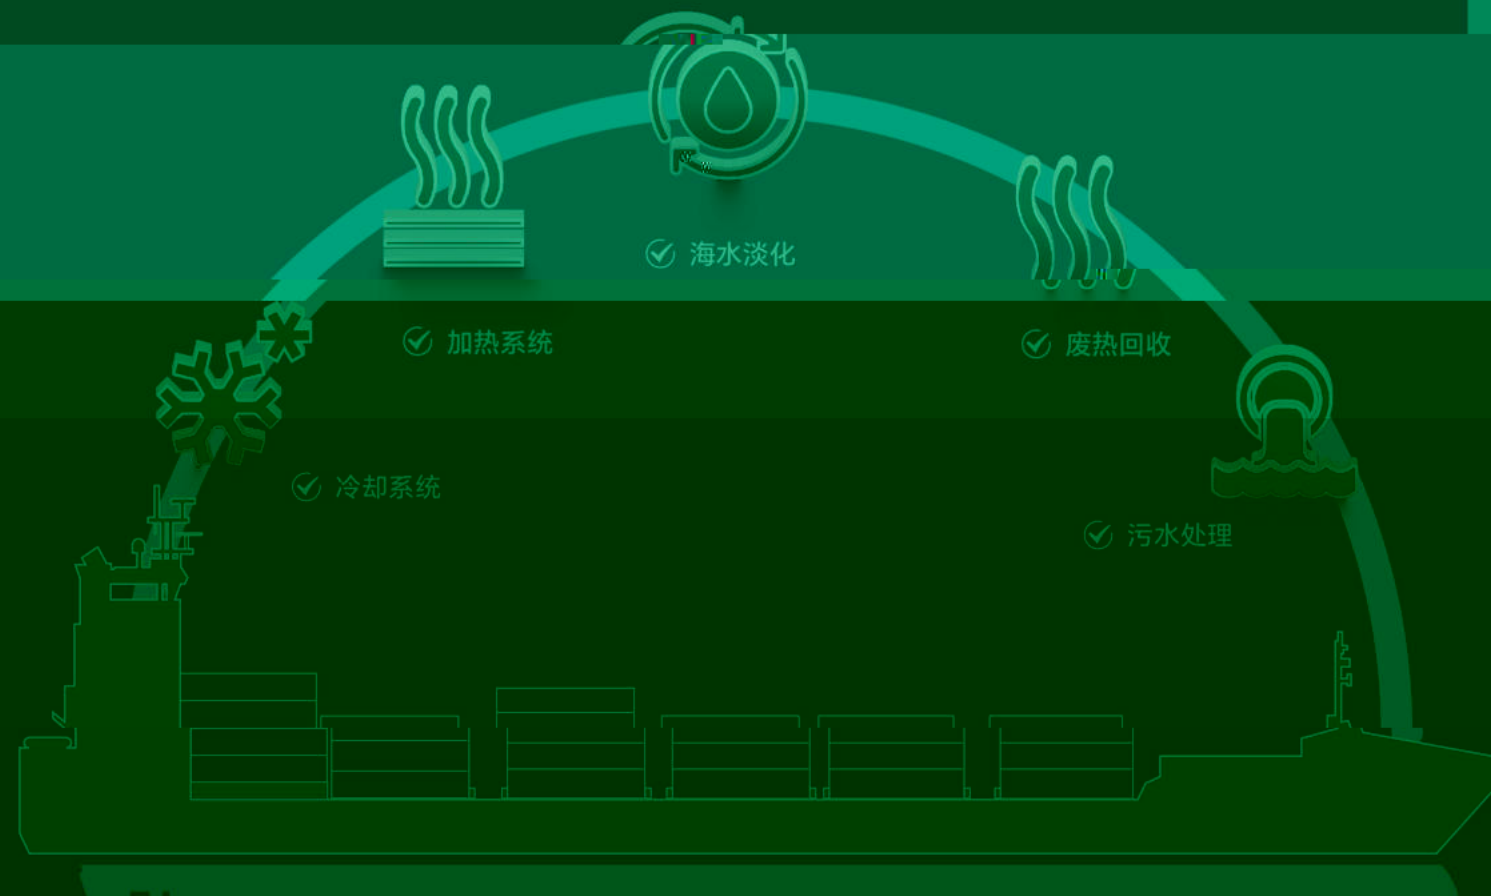 海水淡化
加热系统
废热回收
冷却系统
污水处理